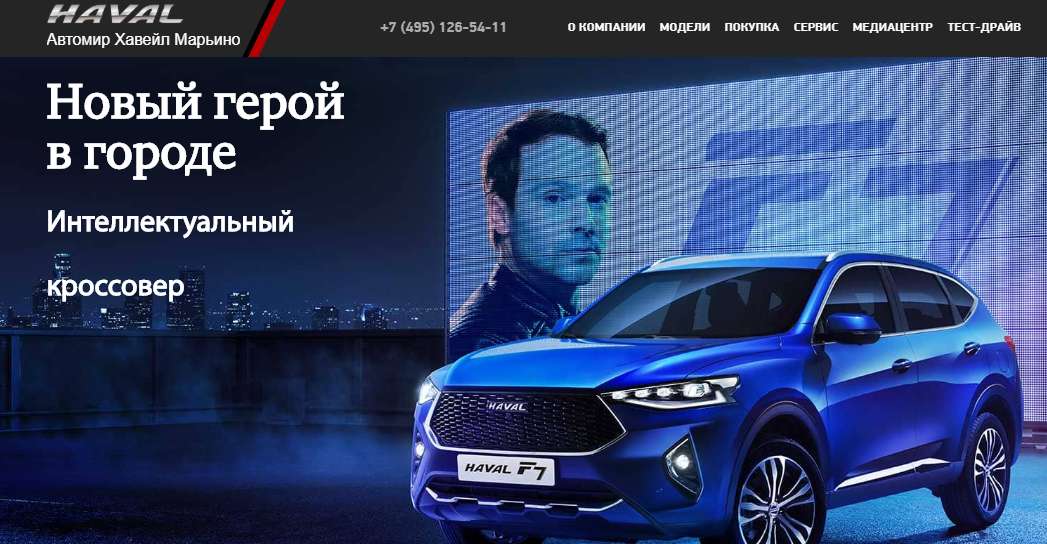 HAVAL
Автомир Хавейл Марьино
+7 (495) 126-54-11
О КОМПАНИИ МОДЕЛИ ПОКУПКА СЕРВИС МЕДИАЦЕНТР ТЕСТ-ДРАЙВ
Новый герой
в городе
Интеллектуальный
кроссовер
F7
HAVAL
HAVAL F7